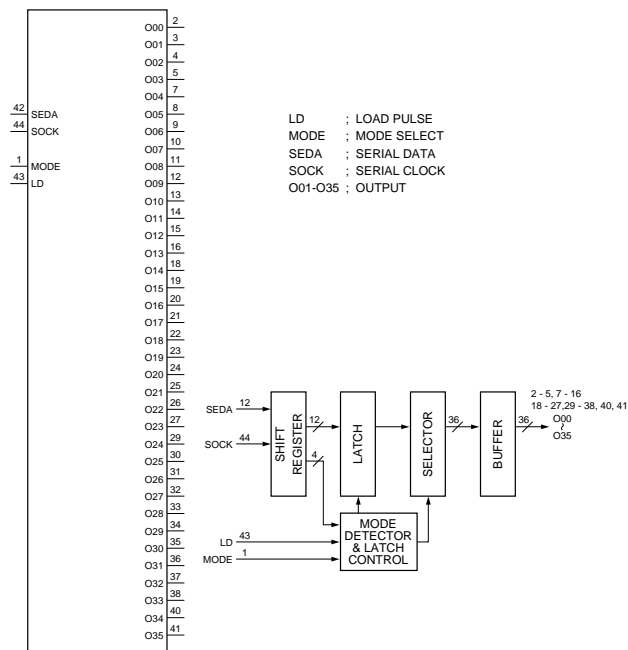 O00 2
O01 3
O02 4
O03 5
O04 7
42 SEDA O05 8
44 SOCK O06 9
O07 10
1 MODE O08 11
43 LD O09 12
O10 13
O11 14
O12 15
O13 16
O14 18
O15 19
O16 20
O17 21
O18 22
O19 23
O20 24
O21 25
O22 26
O23 27
O24 29
O25 30
O26 31
O27 32
O28 33
O29 34
O30 35
O31 36
O32 37
O33 38
O34 40
O35 41
LD ; LOAD PULSE
MODE ; MODE SELECT
SEDA ; SERIAL DATA
SOCK ; SERIAL CLOCK
O01-O35 ; OUTPUT
SEDA 12
SOCK 44
SHIFT
REGISTER
12
4
LATCH
SELECTOR
36
BUFFER
36
2 - 5, 7 - 16
18 - 27,29 - 38, 40, 41
O00
~
O35
LD 43
MODE 1
MODE
DETECTOR
& LATCH
CONTROL